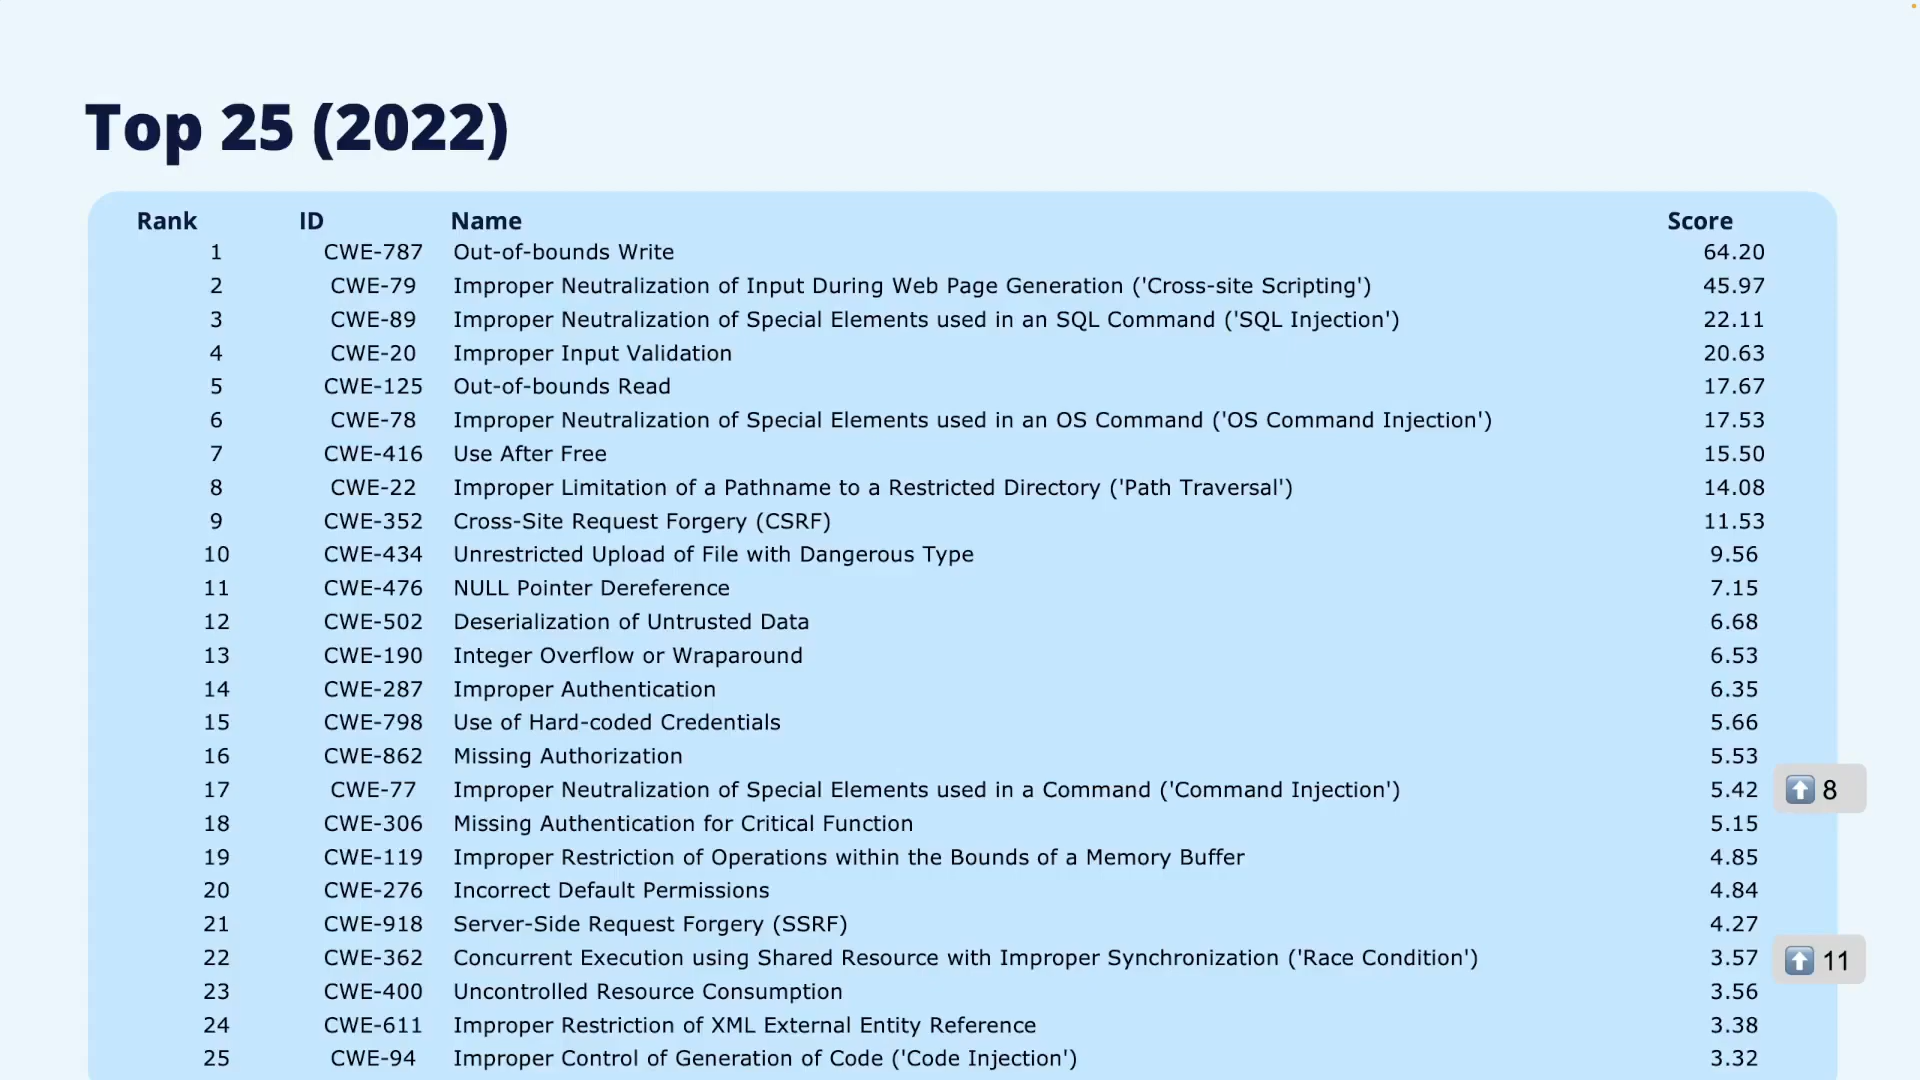 Top 25 (2022)
Rank ID Name Score
1 CWE-787 Out-of-bounds Write 64.20
2 CWE-79 Improper Neutralization of Input During Web Page Generation ('Cross-site Scripting') 45.97
3 CWE-89 Improper Neutralization of Special Elements used in an SQL Command ('SQL Injection') 22.11
4 CWE-20 Improper Input Validation 20.63
5 CWE-125 Out-of-bounds Read 17.67
6 CWE-78 Improper Neutralization of Special Elements used in an OS Command ('OS Command Injection') 17.53
7 CWE-416 Use After Free 15.50
8 CWE-22 Improper Limitation of a Pathname to a Restricted Directory ('Path Traversal') 14.08
9 CWE-352 Cross-Site Request Forgery (CSRF) 11.53
10 CWE-434 Unrestricted Upload of File with Dangerous Type 9.56
11 CWE-476 NULL Pointer Dereference 7.15
12 CWE-502 Deserialization of Untrusted Data 6.68
13 CWE-190 Integer Overflow or Wraparound 6.53
14 CWE-287 Improper Authentication 6.35
15 CWE-798 Use of Hard-coded Credentials 5.66
16 CWE-862 Missing Authorization 5.53
17 CWE-77 Improper Neutralization of Special Elements used in a Command ('Command Injection') 5.42 ⬆️ 8
18 CWE-306 Missing Authentication for Critical Function 5.15
19 CWE-119 Improper Restriction of Operations within the Bounds of a Memory Buffer 4.85
20 CWE-276 Incorrect Default Permissions 4.84
21 CWE-918 Server-Side Request Forgery (SSRF) 4.27
22 CWE-362 Concurrent Execution using Shared Resource with Improper Synchronization ('Race Condition') 3.57 ⬆️ 11
23 CWE-400 Uncontrolled Resource Consumption 3.56
24 CWE-611 Improper Restriction of XML External Entity Reference 3.38
25 CWE-94 Improper Control of Generation of Code ('Code Injection') 3.32